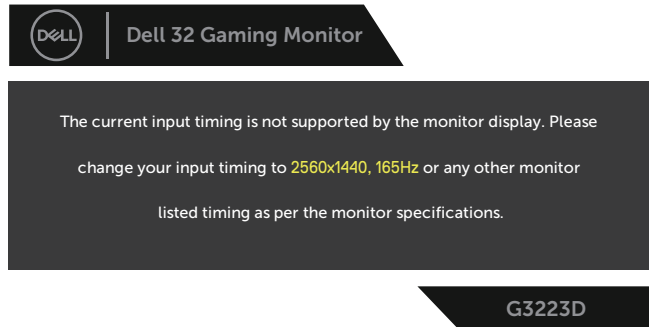 DELL
Dell 32 Gaming Monitor
The current input timing is not supported by the monitor display. Please
change your input timing to 2560x1440, 165Hz or any other monitor
listed timing as per the monitor specifications.
G3223D